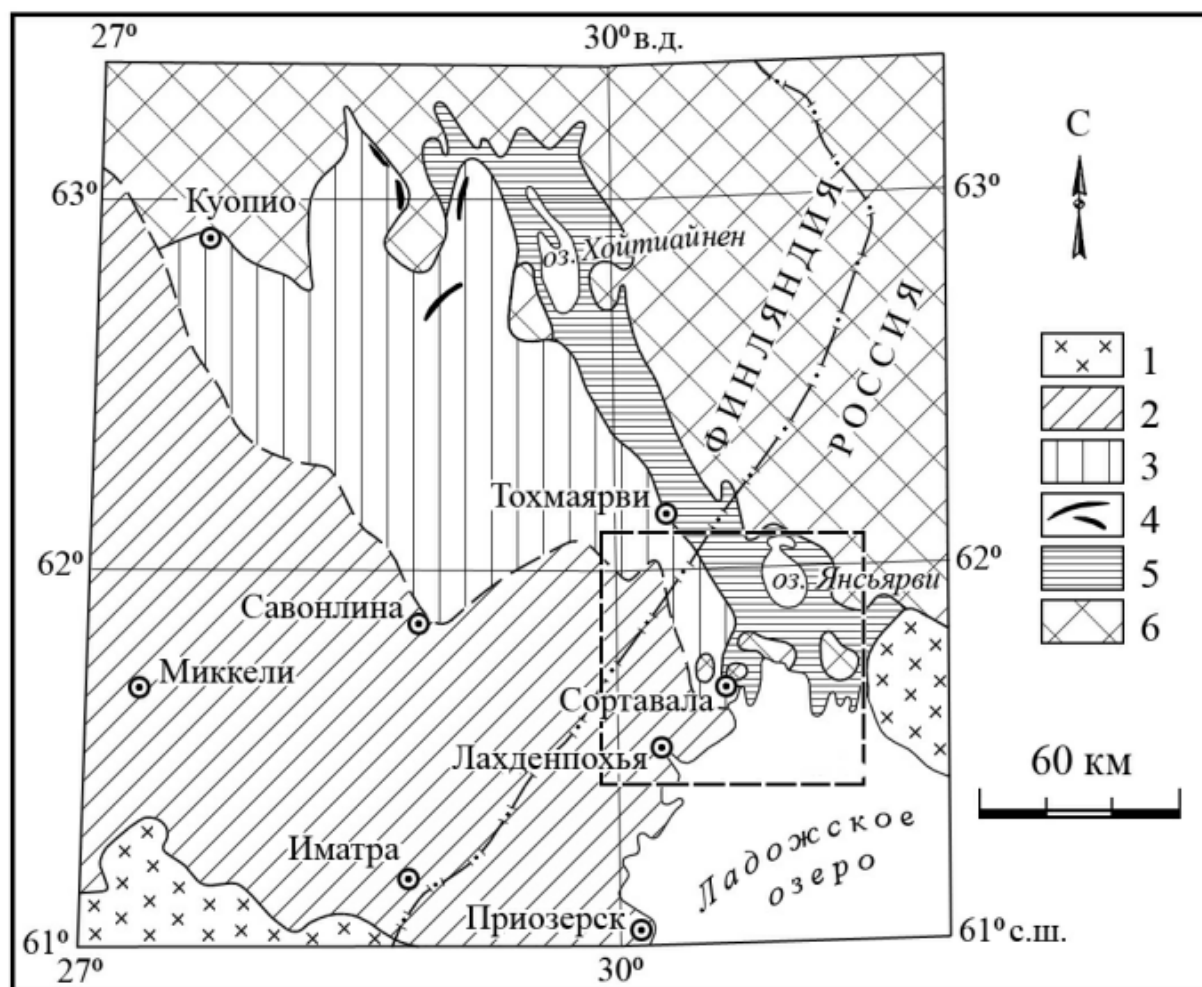 27º
30º в.д.
С
63º
63º
Куопио
оз. Хойтиайнен
ФИНЛЯНДИЯ
РОССИЯ
1
2
3
4
5
6
Тохмаярви
62º
62º
оз. Янсьярви
Савонлина
Миккели
Сортавала
Лахденпохья
60 км
Иматра
Ладожское
озеро
Приозерск
61º
61º с.ш.
27º
30º